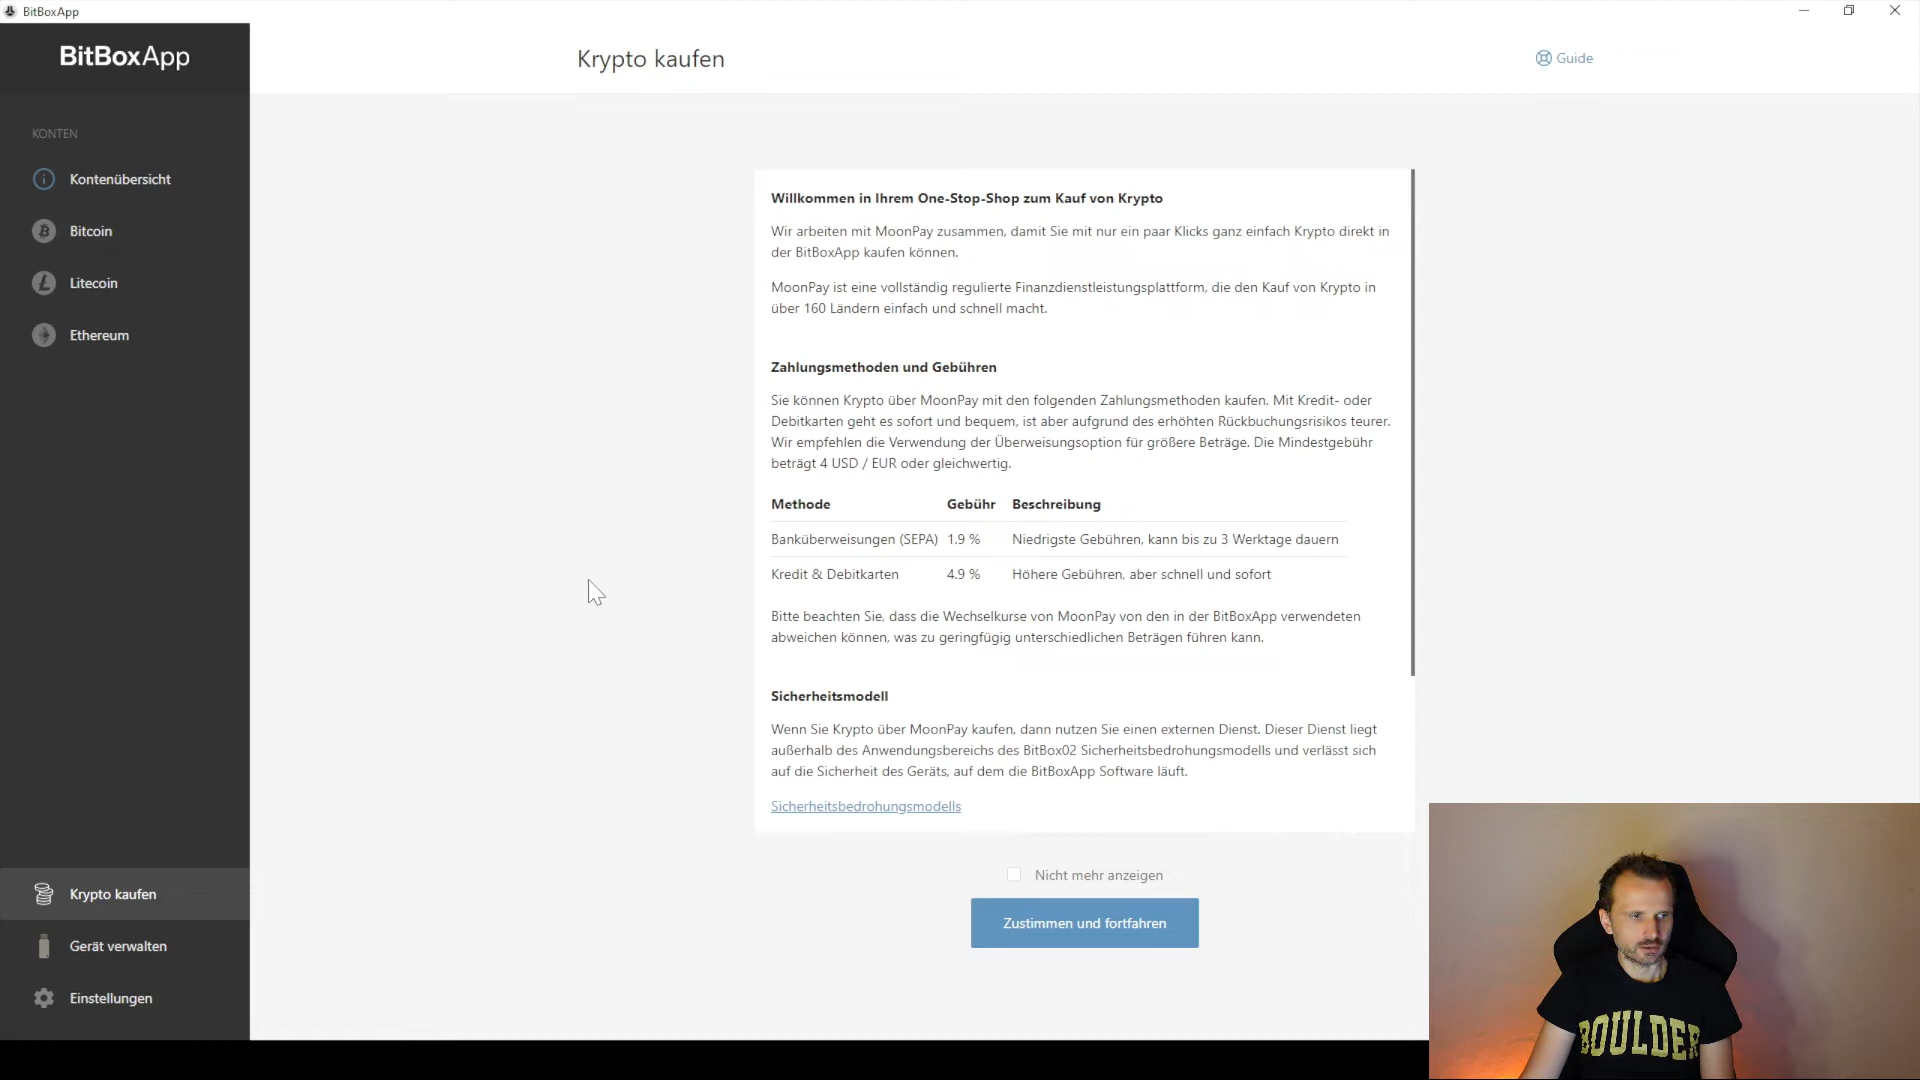 BitBoxApp
BitBoxApp
Krypto kaufen
Guide
KONTEN
Kontenübersicht
Bitcoin
Litecoin
Ethereum
Willkommen in Ihrem One-Stop-Shop zum Kauf von Krypto
Wir arbeiten mit MoonPay zusammen, damit Sie mit nur ein paar Klicks ganz einfach Krypto direkt in
der BitBoxApp kaufen können.
MoonPay ist eine vollständig regulierte Finanzdienstleistungsplattform, die den Kauf von Krypto in
über 160 Ländern einfach und schnell macht.
Zahlungsmethoden und Gebühren
Sie können Krypto über MoonPay mit den folgenden Zahlungsmethoden kaufen. Mit Kredit- oder
Debitkarten geht es sofort und bequem, ist aber aufgrund des erhöhten Rückbuchungsrisikos teurer.
Wir empfehlen die Verwendung der Überweisungsoption für größere Beträge. Die Mindestgebühr
beträgt 4 USD / EUR oder gleichwertig.
Methode Gebühr Beschreibung
Banküberweisungen (SEPA) 1.9 % Niedrigste Gebühren, kann bis zu 3 Werktage dauern
Kredit & Debitkarten 4.9 % Höhere Gebühren, aber schnell und sofort
Bitte beachten Sie, dass die Wechselkurse von MoonPay von den in der BitBoxApp verwendeten
abweichen können, was zu geringfügig unterschiedlichen Beträgen führen kann.
Sicherheitsmodell
Wenn Sie Krypto über MoonPay kaufen, dann nutzen Sie einen externen Dienst. Dieser Dienst liegt
außerhalb des Anwendungsbereichs des BitBox02 Sicherheitsbedrohungsmodells und verlässt sich
auf die Sicherheit des Geräts, auf dem die BitBoxApp Software läuft.
Sicherheitsbedrohungsmodells
Nicht mehr anzeigen
Zustimmen und fortfahren
Krypto kaufen
Gerät verwalten
Einstellungen
BOULDER